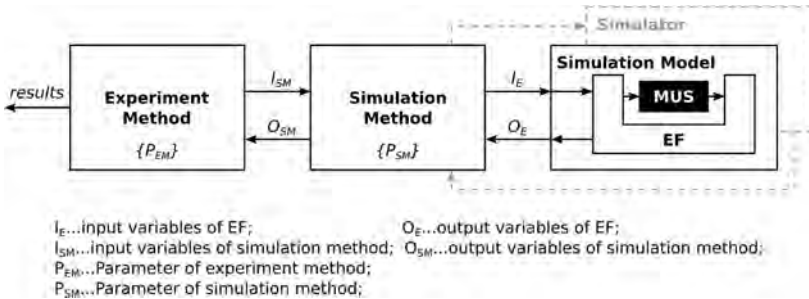 Simulator
Simulation Model
results
Experiment
Method
{P_EM}
I_SM
O_SM
Simulation
Method
{P_SM}
I_E
O_E
MUS
EF
I_E...input variables of EF; O_E...output variables of EF;
I_SM...input variables of simulation method; O_SM...output variables of simulation method;
P_EM...Parameter of experiment method;
P_SM...Parameter of simulation method;